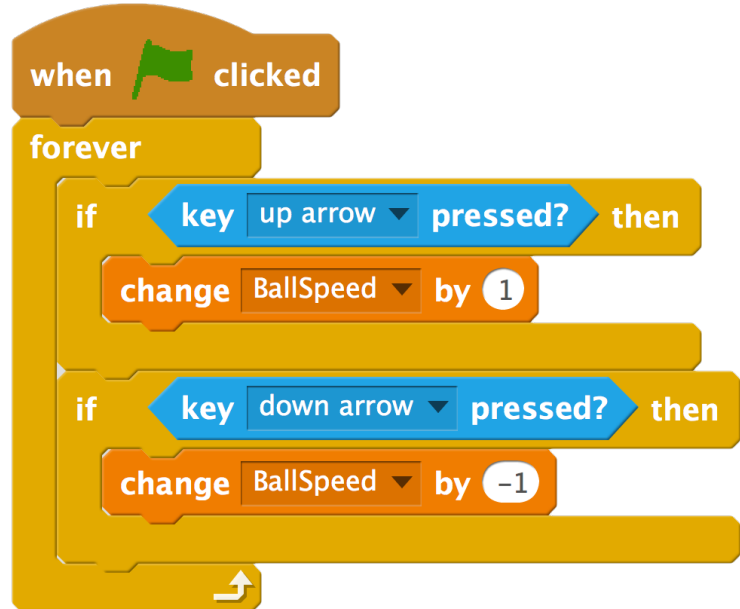 when clicked
forever
if key up arrow pressed? then
change BallSpeed by 1
if key down arrow pressed? then
change BallSpeed by -1